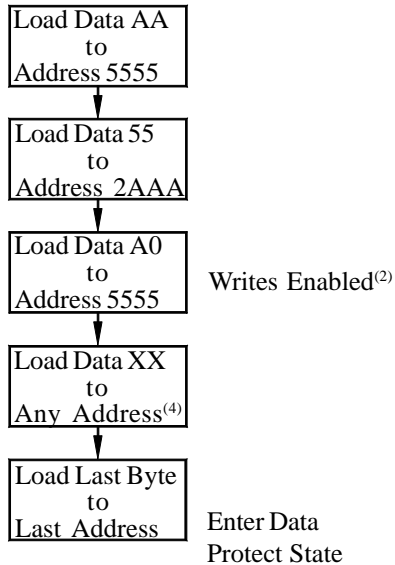 Load Data AA
to
Address 5555
Load Data 55
to
Address 2AAA
Load Data A0
to
Address 5555
Writes Enabled(2)
Load Data XX
to
Any Address(4)
Load Last Byte
to
Last Address
Enter Data
Protect State